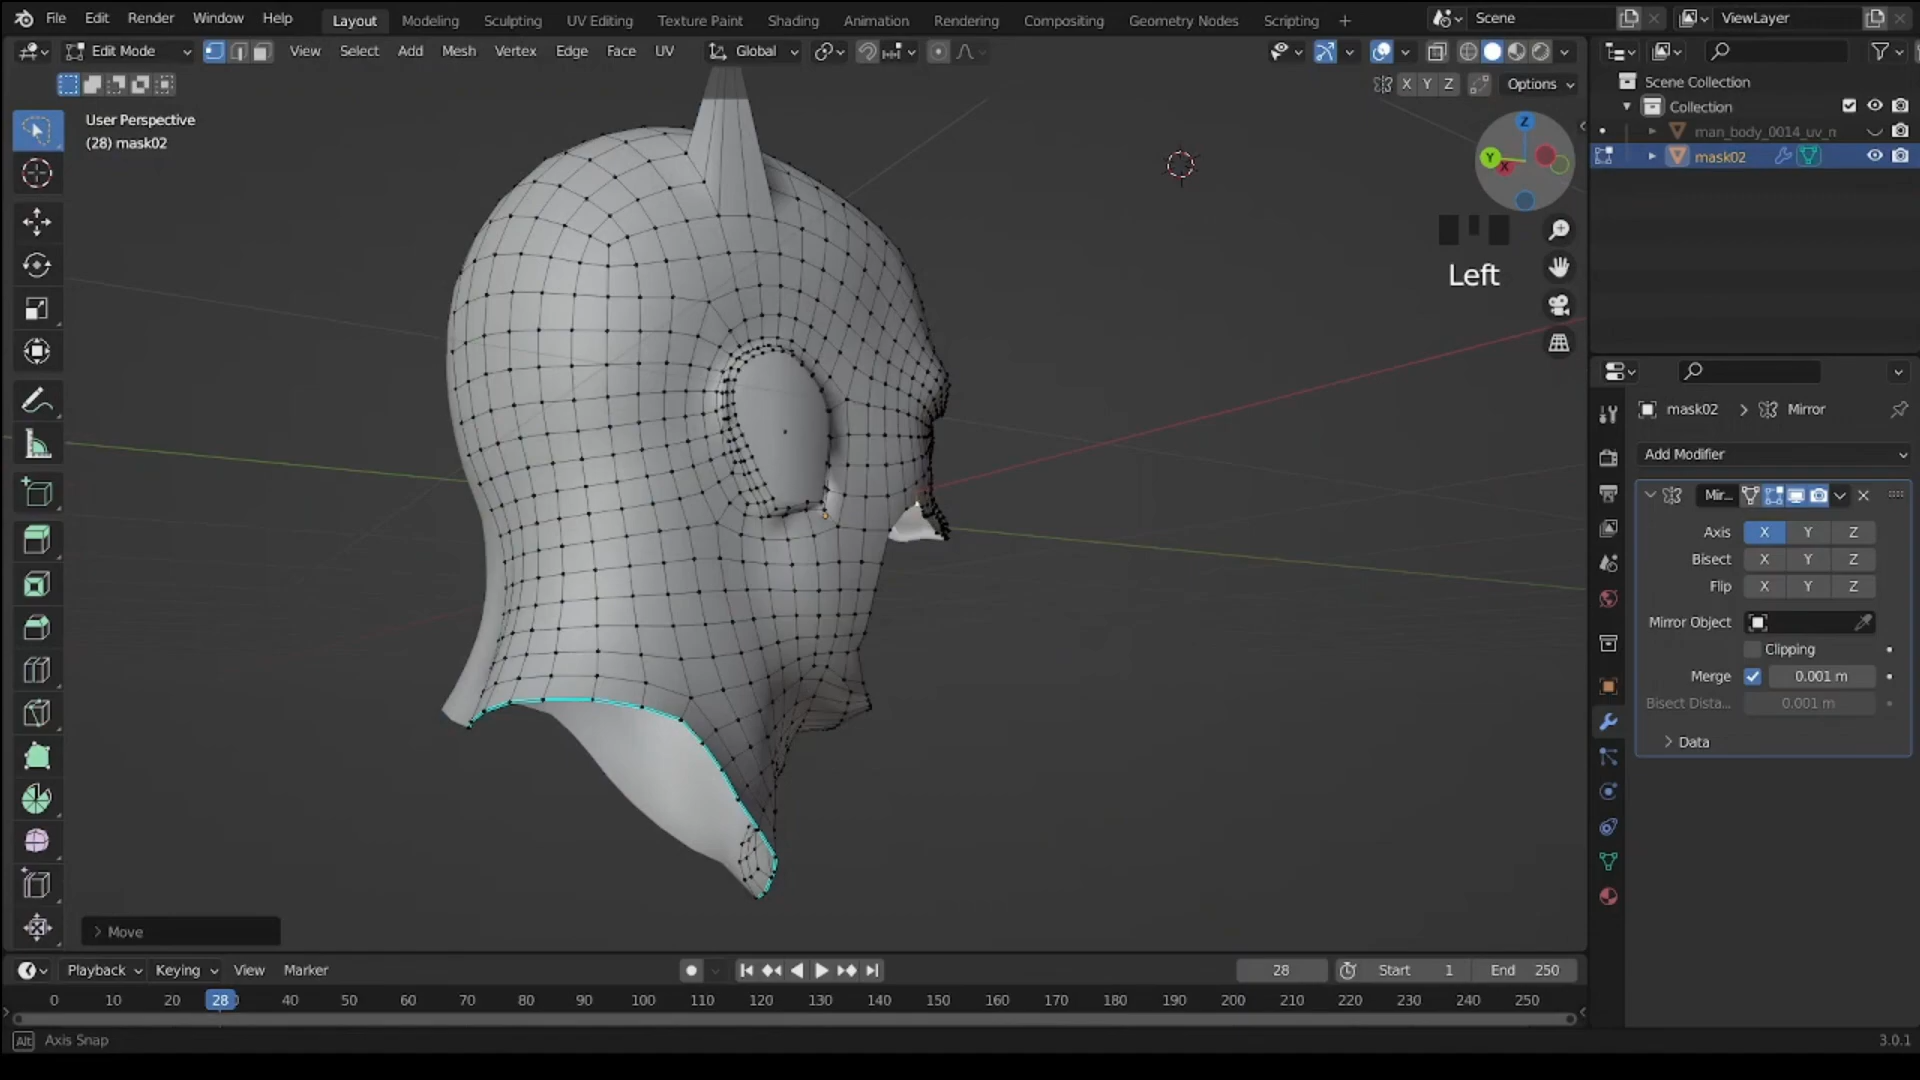 File Edit Render Window Help Layout Modeling Sculpting UV Editing Texture Paint Shading Animation Rendering Compositing Geometry Nodes Scripting + Scene ViewLayer
Edit Mode View Select Add Mesh Vertex Edge Face UV Global
X Y Z Options
User Perspective
(28) mask02
Z
Y
X
Left
Move
Scene Collection
Collection
man_body_0014_uv_n
mask02
mask02 > Mirror
Add Modifier
Mir...
Axis X Y Z
Bisect X Y Z
Flip X Y Z
Mirror Object
Clipping
Merge 0.001 m
Bisect Dista... 0.001 m
Data
Playback Keying View Marker 28 Start 1 End 250
0 10 20 28 40 50 60 70 80 90 100 110 120 130 140 150 160 170 180 190 200 210 220 230 240 250
Alt Axis Snap 3.0.1